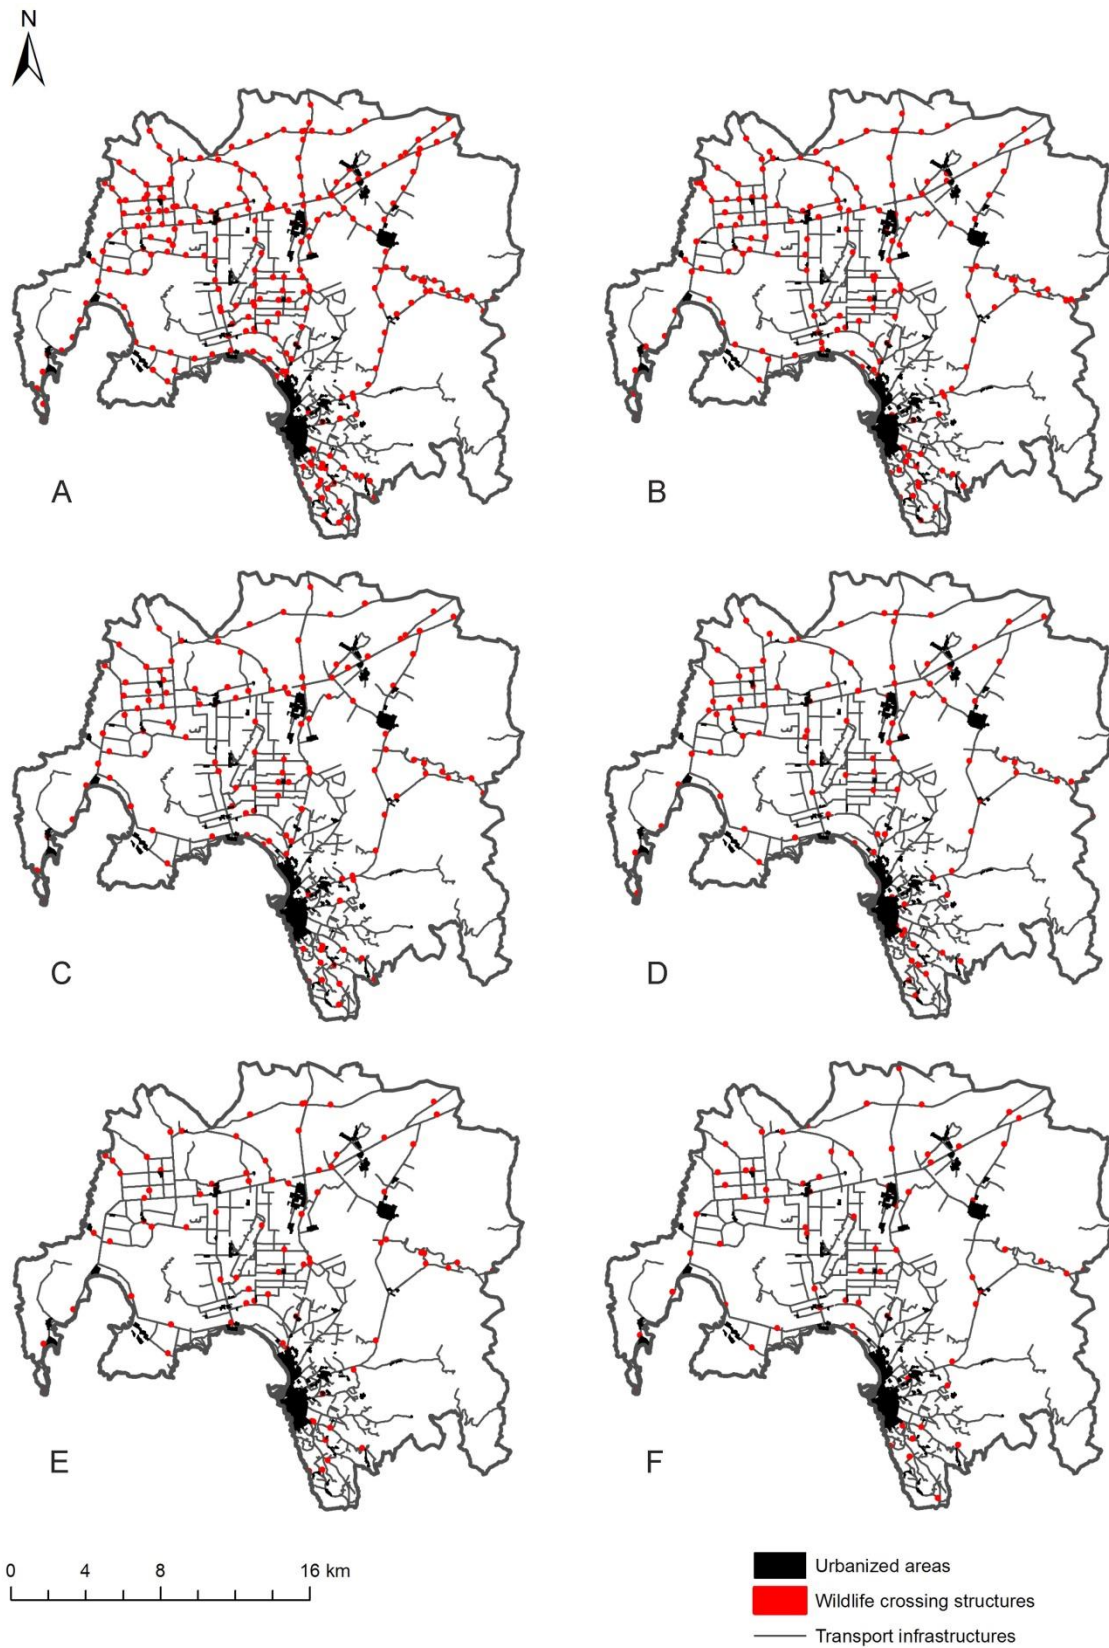 N
A
B
C
D
E
F
0 4 8 16 km
Urbanized areas
Wildlife crossing structures
Transport infrastructures